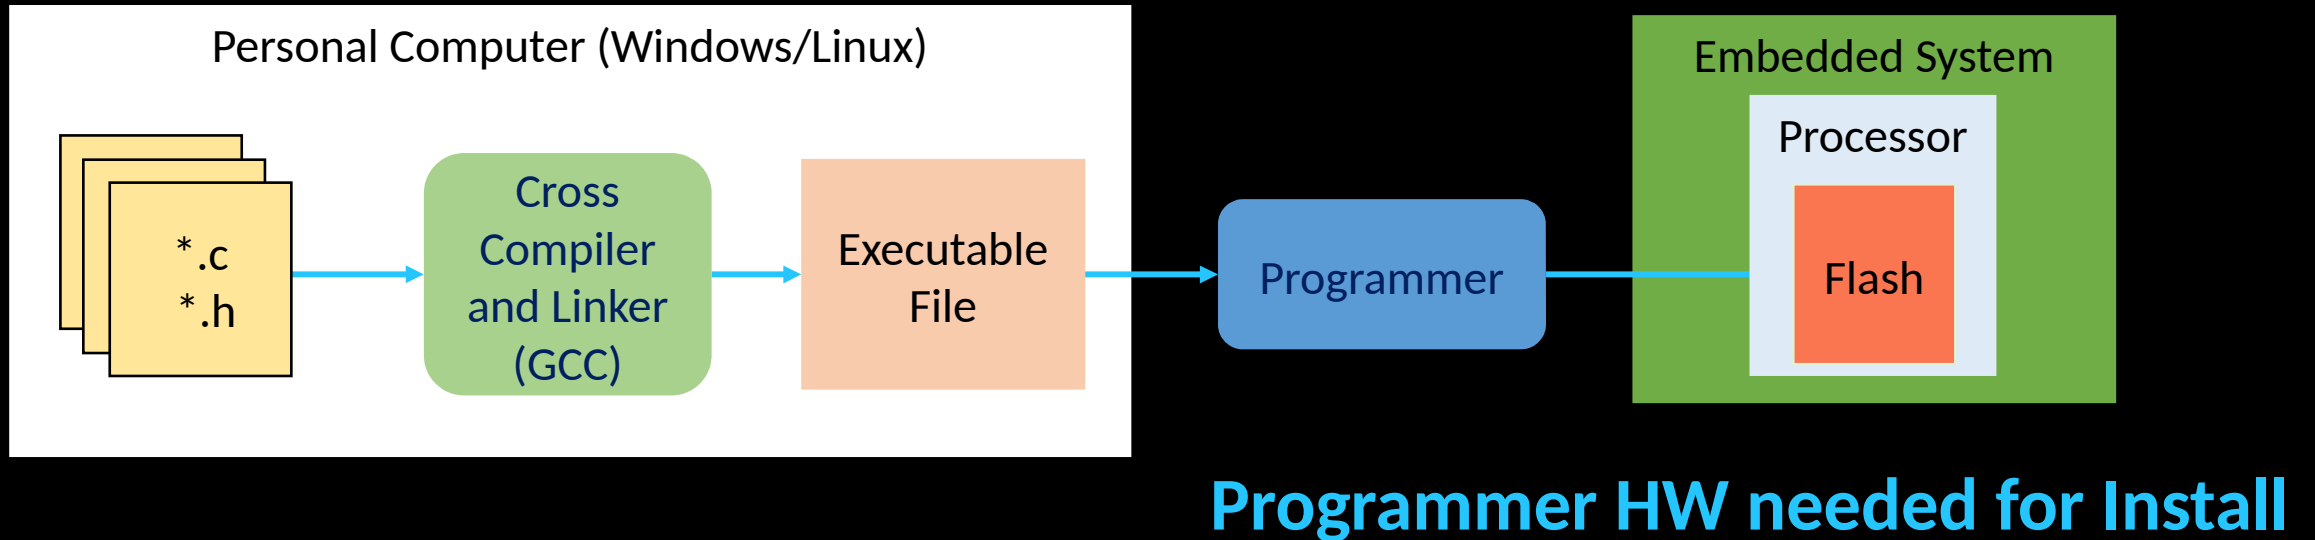 Personal Computer (Windows/Linux)
*.c
*.h
Cross
Compiler
and Linker
(GCC)
Executable
File
Programmer
Embedded System
Processor
Flash
Programmer HW needed for Install